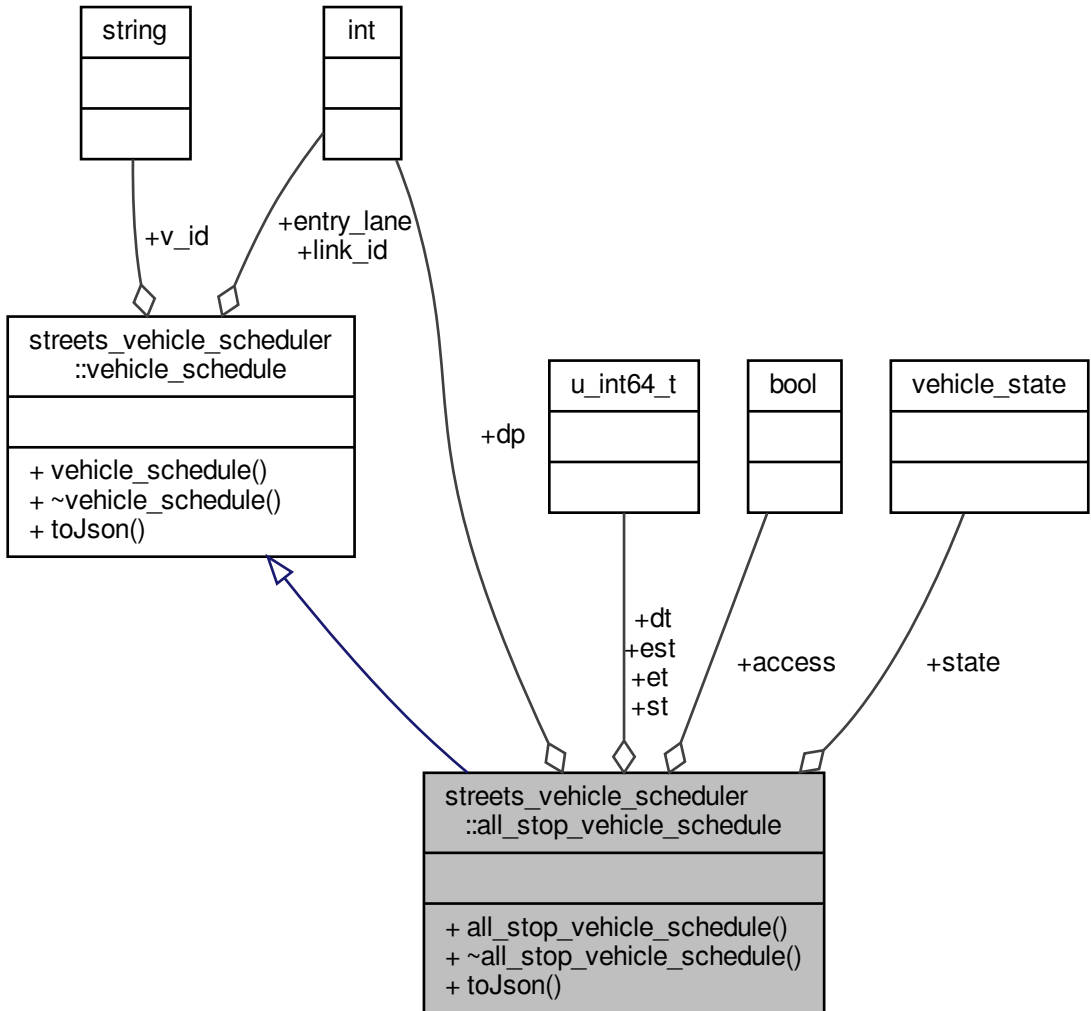 string
int
+v_id
+entry_lane
+link_id
streets_vehicle_scheduler
::vehicle_schedule
+ vehicle_schedule()
+ ~vehicle_schedule()
+ toJson()
+dp
u_int64_t
bool
vehicle_state
+dt
+est
+et
+st
+access
+state
streets_vehicle_scheduler
::all_stop_vehicle_schedule
+ all_stop_vehicle_schedule()
+ ~all_stop_vehicle_schedule()
+ toJson()